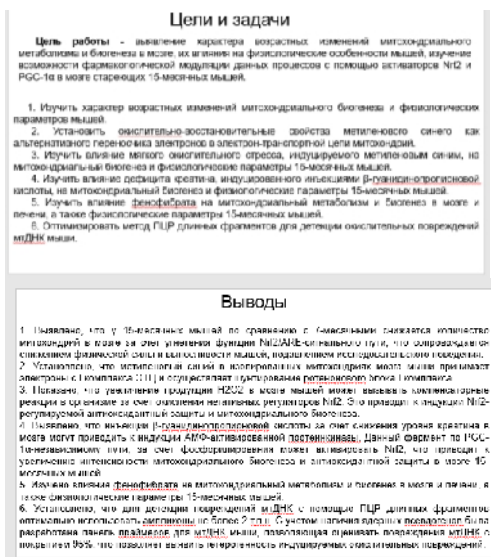 Цели и задачи
Цель работы - выявление характера возрастных изменений митохондриального
метаболизма и биогенеза в мозге, их влияния на физиологические особенности мышей, изучение
возможности фармакологической модуляции данных процессов с помощью активаторов Nrf2 и
PGC-1α в мозге стареющих 15-месячных мышей.
1. Изучить характер возрастных изменений митохондриального биогенеза и физиологических
параметров мышей.
2. Установить окислительно-восстановительные свойства метиленового синего как
альтернативного переносчика электронов в электрон-транспортной цепи митохондрий.
3. Изучить влияние мягкого окислительного стресса, индуцируемого метиленовым синим, на
митохондриальный биогенез и физиологические параметры 15-месячных мышей.
4. Изучить влияние дефицита креатина, индуцированного инъекциями β-гуанидинопропионовой
кислоты, на митохондриальный биогенез и физиологические параметры 15-месячных мышей.
5. Изучить влияние фенофибрата на митохондриальный метаболизм и биогенез в мозге и
печени, а также физиологические параметры 15-месячных мышей.
6. Оптимизировать метод ПЦР длинных фрагментов для детекции окислительных повреждений
мтДНК мыши.
Выводы
1. Выявлено, что у 15-месячных мышей по сравнению с -месячными снижается количество
митохондрий в мозге за счет угнетения функции Nrf2/ARE-сигнального пути, что сопровождается
снижением физической силы и выносливости мышей, подавлением исследовательского поведения.
2. Установлено, что метиленовый синий в изолированных митохондриях мозга мыши принимает
электроны с I комплекса ЭТЦ и осуществляет шунтирование ротенонового блока I комплекса.
3. Показано, что увеличение продукции H2O2 в мозге мышей может вызывать компенсаторные
реакции в организме за счет окисления негативных регуляторов Nrf2. Это приводит к индукции Nrf2-
регулируемой антиоксидантной защиты и митохондриального биогенеза.
4. Выявлено, что инъекции β-гуанидинопропионовой кислоты за счет снижения уровня креатина в
мозге могут приводить к индукции АМФ-активированной протеинкиназы. Данный фермент по PGC-
1α-независимому пути, за счет фосфорилирования может активировать Nrf2, что приводит к
увеличению интенсивности митохондриального биогенеза и антиоксидантной защиты в мозге 15-
месячных мышей.
5. Изучено влияние фенофибрата на митохондриальный метаболизм и биогенез в мозге и печени, а
также физиологические параметры 15-месячных мышей.
6. Установлено, что для детекции повреждений мтДНК с помощью ПЦР длинных фрагментов
оптимально использовать ампликоны не более 2 т.п.н. С учетом наличия ядерных псевдогенов была
разработана панель праймеров для мтДНК мыши, позволяющая оценивать повреждения мтДНК с
покрытием 95%, что позволяет выявить гетерогенность индуцируемых окислительных повреждений.